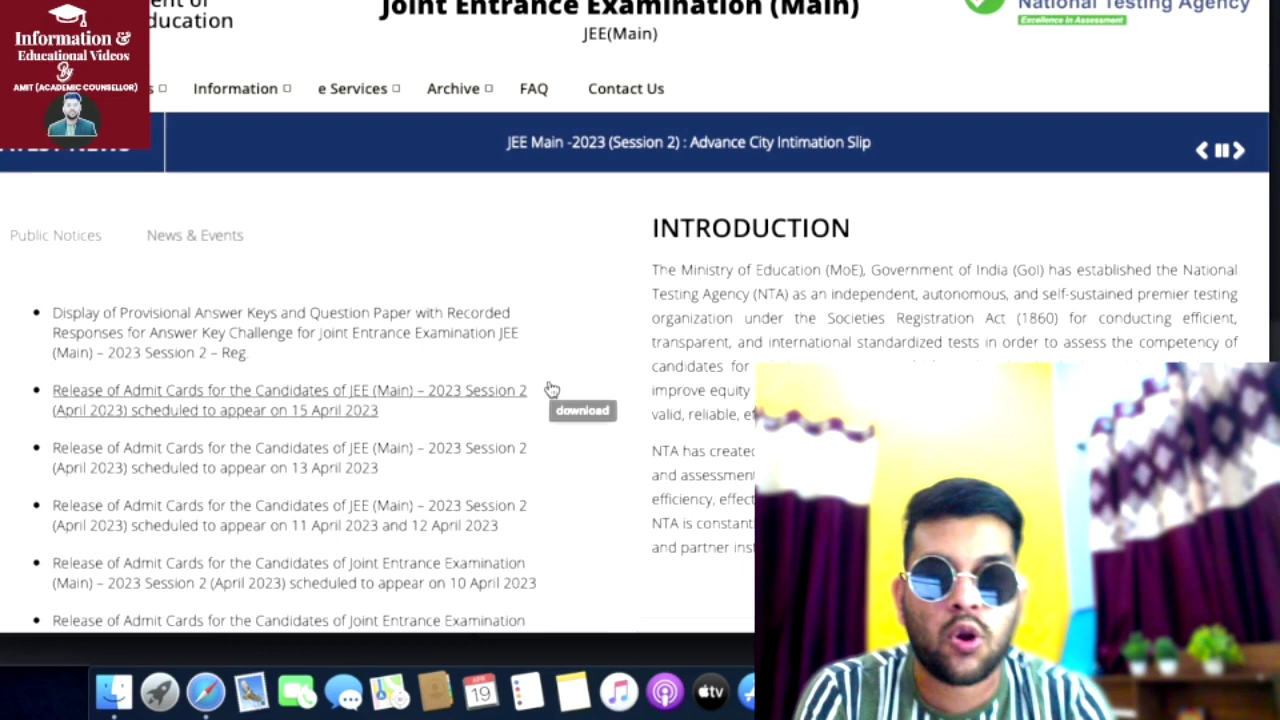 ent of
ducation
Joint Entrance Examination (Main)
JEE(Main)
National Testing Agency
Excellence in Assessment
Information &
Educational Videos
By
AMIT (ACADEMIC COUNSELLOR)
s Information e Services Archive FAQ Contact Us
JEE Main -2023 (Session 2) : Advance City Intimation Slip
Public Notices News & Events
Display of Provisional Answer Keys and Question Paper with Recorded
Responses for Answer Key Challenge for Joint Entrance Examination JEE
(Main) – 2023 Session 2 – Reg.
Release of Admit Cards for the Candidates of JEE (Main) – 2023 Session 2
(April 2023) scheduled to appear on 15 April 2023
download
Release of Admit Cards for the Candidates of JEE (Main) – 2023 Session 2
(April 2023) scheduled to appear on 13 April 2023
Release of Admit Cards for the Candidates of JEE (Main) – 2023 Session 2
(April 2023) scheduled to appear on 11 April 2023 and 12 April 2023
Release of Admit Cards for the Candidates of Joint Entrance Examination
(Main) – 2023 Session 2 (April 2023) scheduled to appear on 10 April 2023
Release of Admit Cards for the Candidates of Joint Entrance Examination
INTRODUCTION
The Ministry of Education (MoE), Government of India (GoI) has established the National
Testing Agency (NTA) as an independent, autonomous, and self-sustained premier testing
organization under the Societies Registration Act (1860) for conducting efficient,
transparent, and international standardized tests in order to assess the competency of
candidates for
improve equity
valid, reliable, ef
NTA has created
and assessment
efficiency, effect
NTA is constant
and partner inst
APR
19
tv